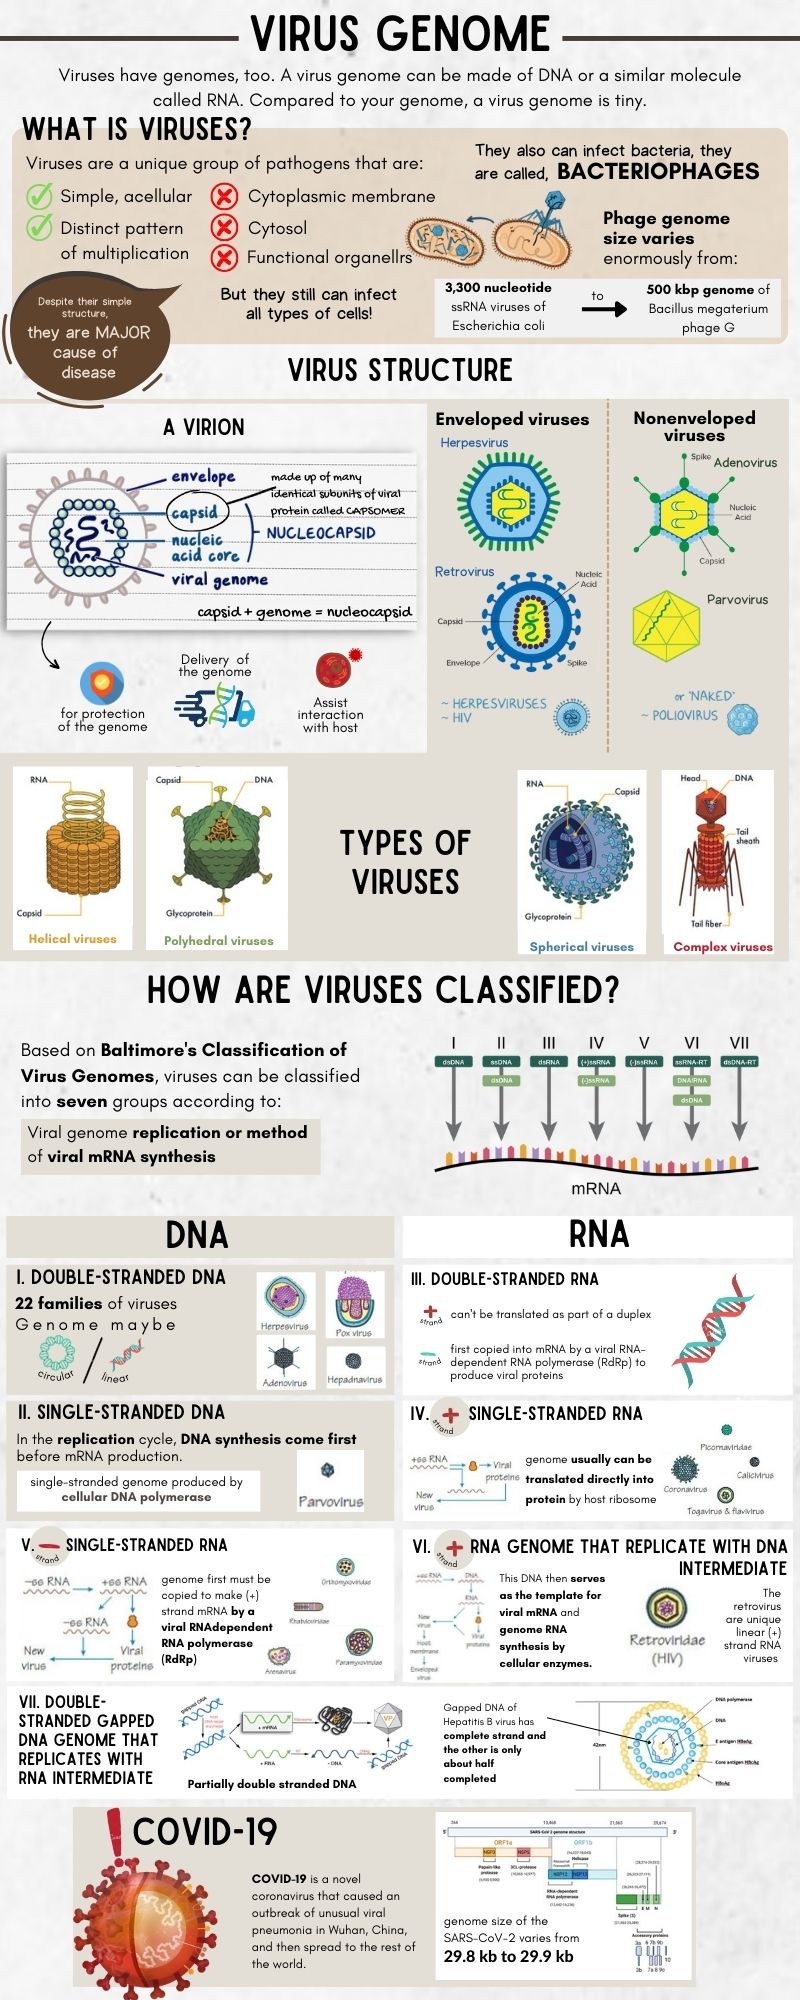 VIRUS GENOME
Viruses have genomes, too. A virus genome can be made of DNA or a similar molecule
called RNA. Compared to your genome, a virus genome is tiny.
WHAT IS VIRUSES?
Viruses are a unique group of pathogens that are:
Simple, acellular
Distinct pattern
of multiplication
Cytoplasmic membrane
Cytosol
Functional organellrs
They also can infect bacteria, they
are called, BACTERIOPHAGES
Phage genome
size varies
enormously from:
Despite their simple
structure,
they are MAJOR
cause of
disease
But they still can infect
all types of cells!
3,300 nucleotide
ssRNA viruses of
Escherichia coli
to
500 kbp genome of
Bacillus megaterium
phage G
VIRUS STRUCTURE
A VIRION
envelope
capsid
nucleic
acid core
viral genome
made up of many
identical subunits of viral
protein called CAPSOMER
NUCLEOCAPSID
capsid + genome = nucleocapsid
for protection
of the genome
Delivery of
the genome
Assist
interaction
with host
Enveloped viruses
Herpesvirus
Retrovirus
Nucleic
Acid
Capsid
Envelope
Spike
~ HERPESVIRUSES
~ HIV
Nonenveloped
viruses
Spike
Adenovirus
Nucleic
Acid
Capsid
Parvovirus
or 'NAKED'
~ POLIOVIRUS
RNA
Capsid
Helical viruses
Capsid
DNA
Glycoprotein
Polyhedral viruses
TYPES OF
VIRUSES
RNA
Capsid
Glycoprotein
Spherical viruses
Head
DNA
Tail
sheath
Tail fiber
Complex viruses
HOW ARE VIRUSES CLASSIFIED?
Based on Baltimore's Classification of
Virus Genomes, viruses can be classified
into seven groups according to:
Viral genome replication or method
of viral mRNA synthesis
I II III IV V VI VII
dsDNA ssDNA dsRNA (+)ssRNA (-)ssRNA ssRNA-RT dsDNA-RT
dsDNA (-)ssRNA DNA/RNA
dsDNA
mRNA
DNA
I. DOUBLE-STRANDED DNA
22 families of viruses
Genome maybe
circular / linear
Herpesvirus
Pox virus
Adenovirus
Hepadnavirus
II. SINGLE-STRANDED DNA
In the replication cycle, DNA synthesis come first
before mRNA production.
single-stranded genome produced by
cellular DNA polymerase
Parvovirus
RNA
III. DOUBLE-STRANDED RNA
+ strand
can't be translated as part of a duplex
- strand
first copied into mRNA by a viral RNA-
dependent RNA polymerase (RdRp) to
produce viral proteins
IV. + strand SINGLE-STRANDED RNA
+ss RNA
Viral
proteins
New
virus
genome usually can be
translated directly into
protein by host ribosome
Picornaviridae
Coronavirus
Calicivirus
Togavirus & flavivirus
V. - strand SINGLE-STRANDED RNA
-ss RNA
+ss RNA
-ss RNA
New
virus
Viral
proteins
genome first must be
copied to make (+)
strand mRNA by a
viral RNAdependent
RNA polymerase
(RdRp)
Orthomyxoviridae
Rhabdoviridae
Arenavirus
Paramyxoviridae
VI. + strand RNA GENOME THAT REPLICATE WITH DNA
INTERMEDIATE
-ss RNA
DNA
RNA
New
virus
Viral
proteins
Host
membrane
Enveloped
virus
This DNA then serves
as the template for
viral mRNA and
genome RNA
synthesis by
cellular enzymes.
Retroviridae
(HIV)
The
retrovirus
are unique
linear (+)
strand RNA
viruses
VII. DOUBLE-
STRANDED GAPPED
DNA GENOME THAT
REPLICATES WITH
RNA INTERMEDIATE
gapped DNA
+ mRNA
VP
+ RNA
- DNA
gapped DNA
Partially double stranded DNA
Gapped DNA of
Hepatitis B virus has
complete strand and
the other is only
about half
completed
42nm
DNA polymerase
DNA
E antigen HBeAg
Core antigen HBcAg
HBsAg
COVID-19
COVID-19 is a novel
coronavirus that caused an
outbreak of unusual viral
pneumonia in Wuhan, China,
and then spread to the rest of
the world.
SARS-CoV-2 genome structure
5'
3'
ORF1a
ORF1b
NSP3
NSP5
NSP12
NSP13
Papain-like
protease
3CL-protease
Helicase
RNA-dependent
RNA polymerase
Spike (S)
E M N
Accessory proteins
genome size of the
SARS-CoV-2 varies from
29.8 kb to 29.9 kb